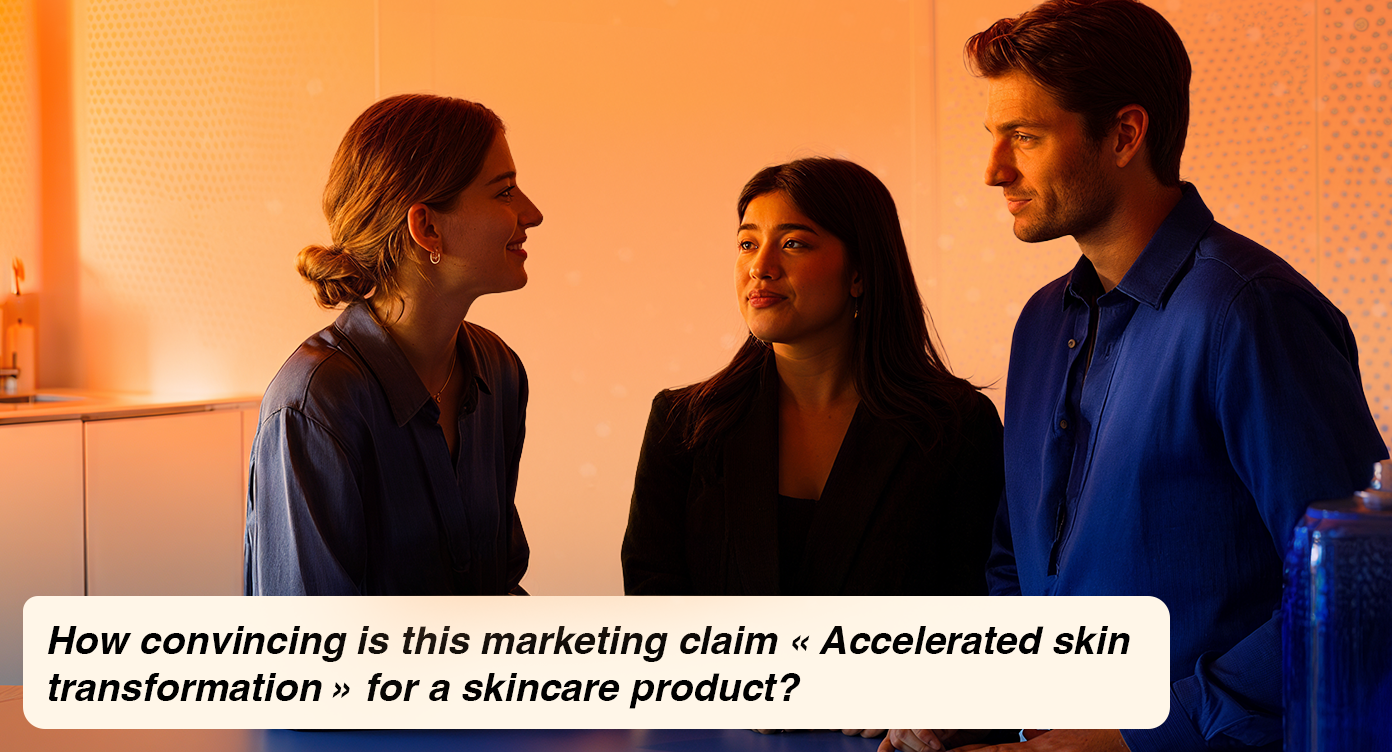 How convincing is this marketing claim « Accelerated skin
transformation » for a skincare product?